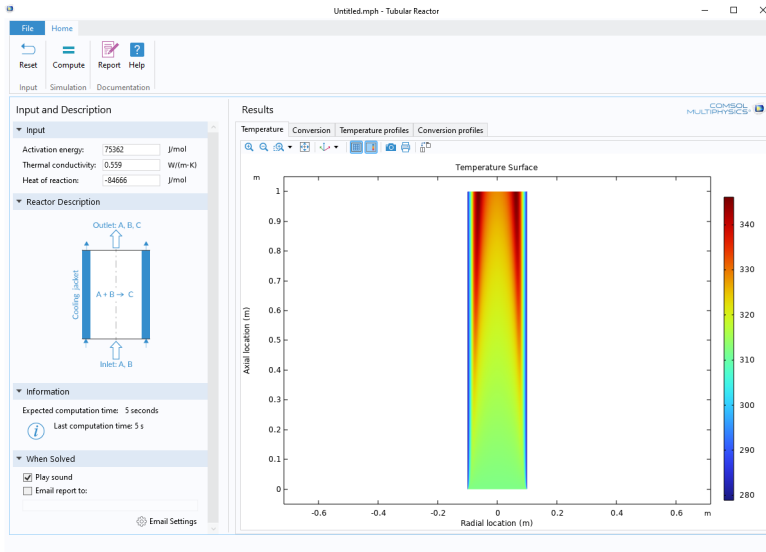 Untitled.mph - Tubular Reactor
File Home
Reset Compute Report Help
Input Simulation Documentation
Input and Description
Input
Activation energy: 75362 J/mol
Thermal conductivity: 0.559 W/(m·K)
Heat of reaction: -84666 J/mol
Reactor Description
Outlet: A, B, C
Cooling jacket
A + B → C
Inlet: A, B
Information
Expected computation time: 5 seconds
i Last computation time: 5 s
When Solved
Play sound
Email report to:
Email Settings
Results
COMSOL
MULTIPHYSICS®
Temperature Conversion Temperature profiles Conversion profiles
Temperature Surface
m
1
0.9
0.8
0.7
0.6
0.5
0.4
0.3
0.2
0.1
0
Axial location (m)
-0.6 -0.4 -0.2 0 0.2 0.4 0.6 m
Radial location (m)
340
330
320
310
300
290
280